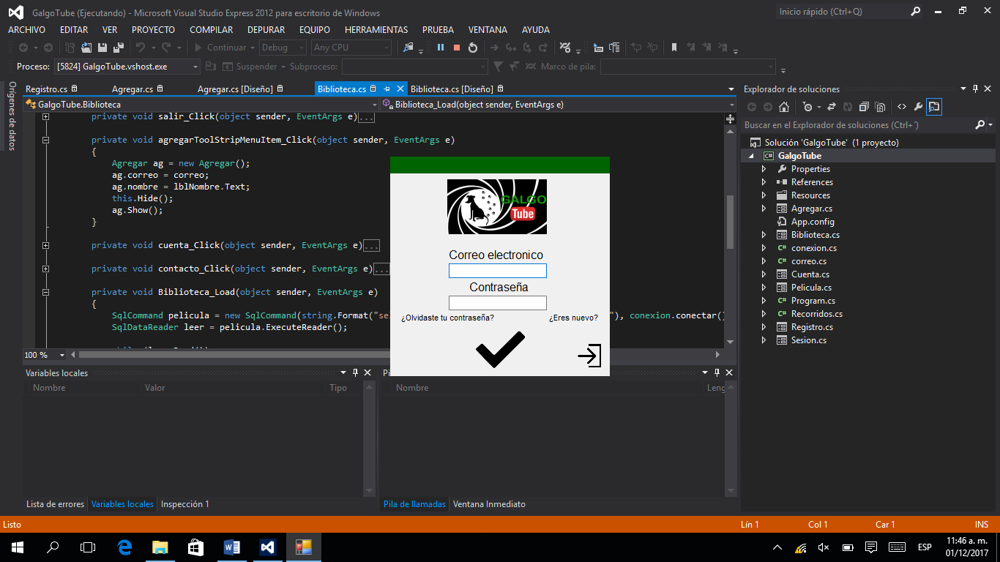 GalgoTube (Ejecutando) - Microsoft Visual Studio Express 2012 para escritorio de Windows
Inicio rápido (Ctrl+Q)
ARCHIVO EDITAR VER PROYECTO COMPILAR DEPURAR EQUIPO HERRAMIENTAS PRUEBA VENTANA AYUDA
Continuar Debug Any CPU
Proceso: [5824] GalgoTube.vshost.exe Suspender Subproceso: Marco de pila:
Orígenes de datos
Registro.cs Agregar.cs Agregar.cs [Diseño] Biblioteca.cs Biblioteca.cs [Diseño]
GalgoTube.Biblioteca Biblioteca_Load(object sender, EventArgs e)
private void salir_Click(object sender, EventArgs e)...
private void agregarToolStripMenuItem_Click(object sender, EventArgs e)
{
Agregar ag = new Agregar();
ag.correo = correo;
ag.nombre = lblNombre.Text;
this.Hide();
ag.Show();
}
private void cuenta_Click(object sender, EventArgs e)...
private void contacto_Click(object sender, EventArgs e)...
private void Biblioteca_Load(object sender, EventArgs e)
{
SqlCommand pelicula = new SqlCommand(string.Format("se "), conexion.conectar()
SqlDataReader leer = pelicula.ExecuteReader();
100 %
GALGO
Tube
Correo electronico
Contraseña
¿Olvidaste tu contraseña? ¿Eres nuevo?
Explorador de soluciones
Buscar en el Explorador de soluciones (Ctrl+´)
Solución 'GalgoTube' (1 proyecto)
GalgoTube
Properties
References
Resources
Agregar.cs
App.config
Biblioteca.cs
conexion.cs
correo.cs
Cuenta.cs
Pelicula.cs
Program.cs
Recorridos.cs
Registro.cs
Sesion.cs
Variables locales
Nombre Valor Tipo
Nombre
Lista de errores Variables locales Inspección 1
Pila de llamadas Ventana Inmediato
Listo Lín 1 Col 1 Car 1 INS
ESP
11:46 a. m.
01/12/2017